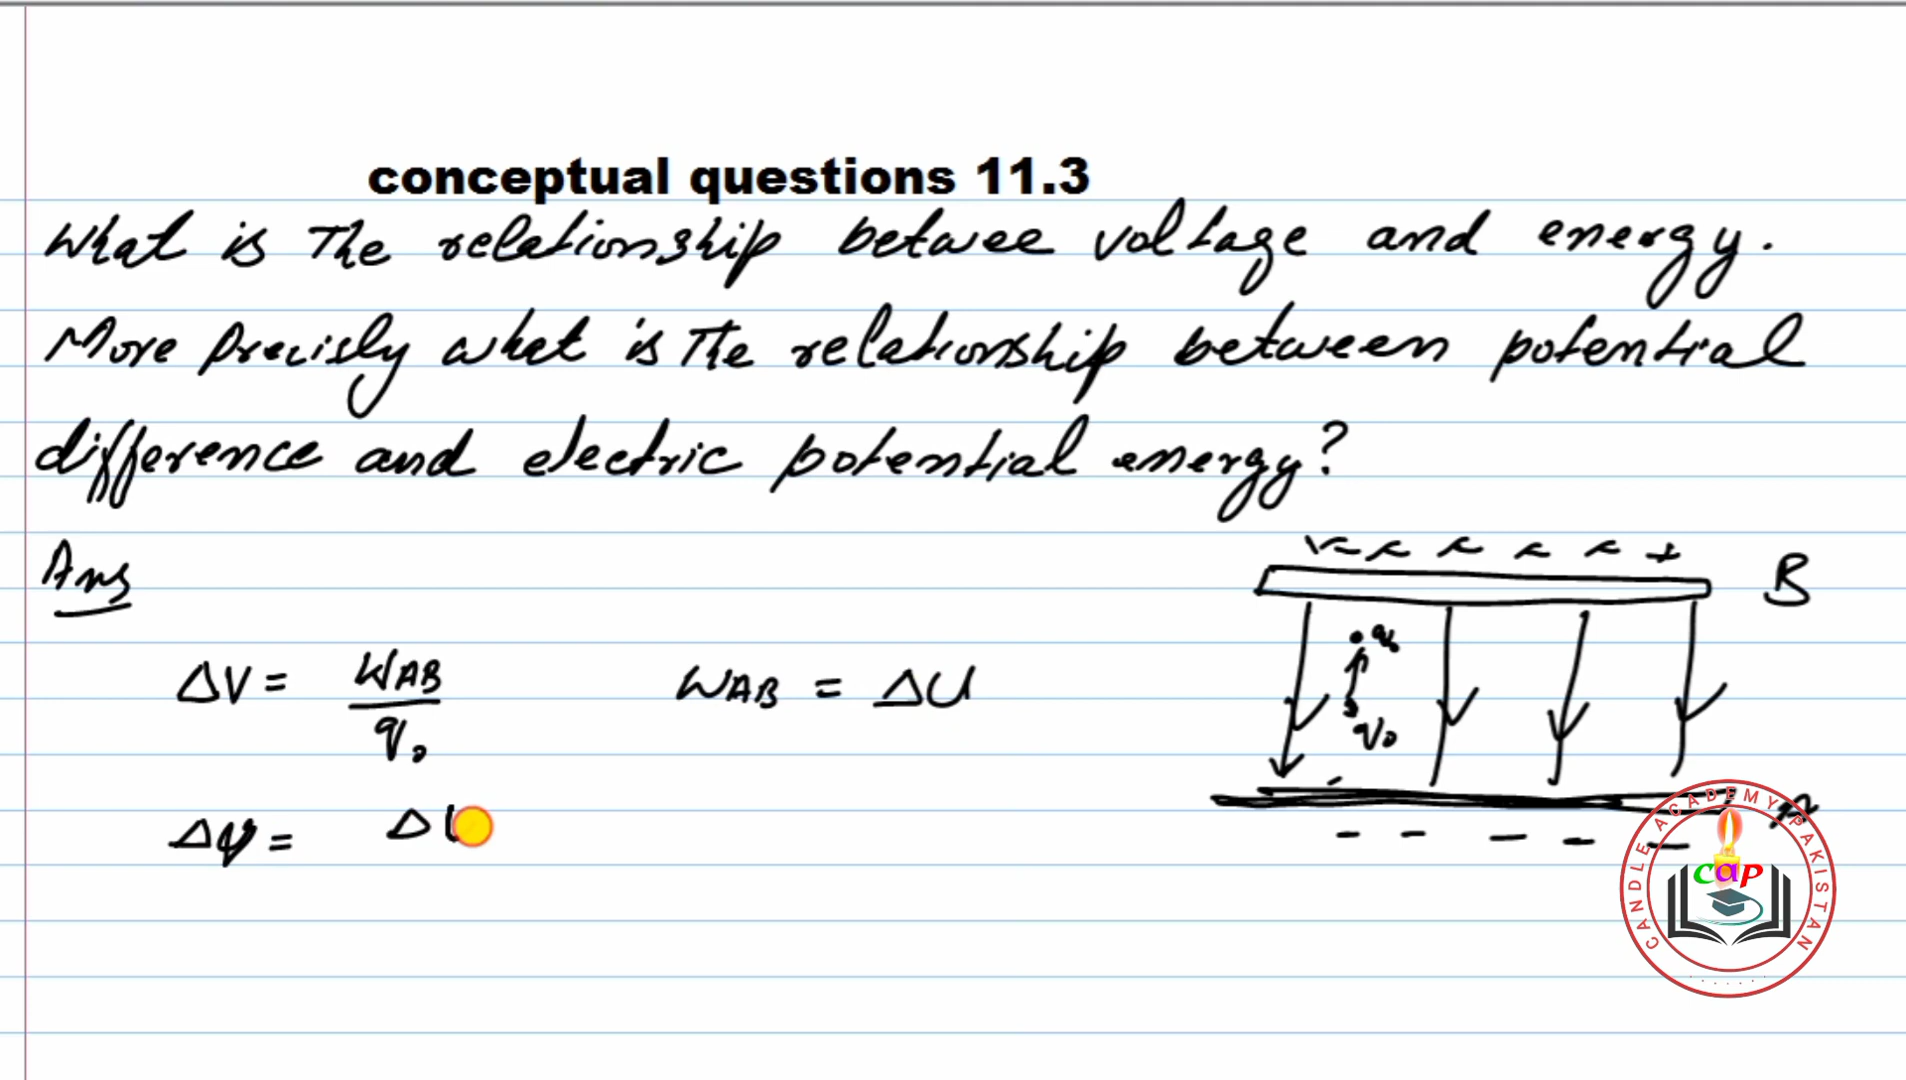 conceptual questions 11.3
What is The relationship betwee voltage and energy.
More Precisly what is The relationship between potential
difference and electric potential energy?
Ans
ΔV = WAB / q₀
WAB = ΔU
B
q₀
ΔV = Δ
CANDLE ACADEMY PAKISTAN
cap